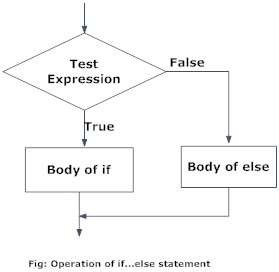 Test
Expression
False
True
Body of if
Body of else
Fig: Operation of if...else statement